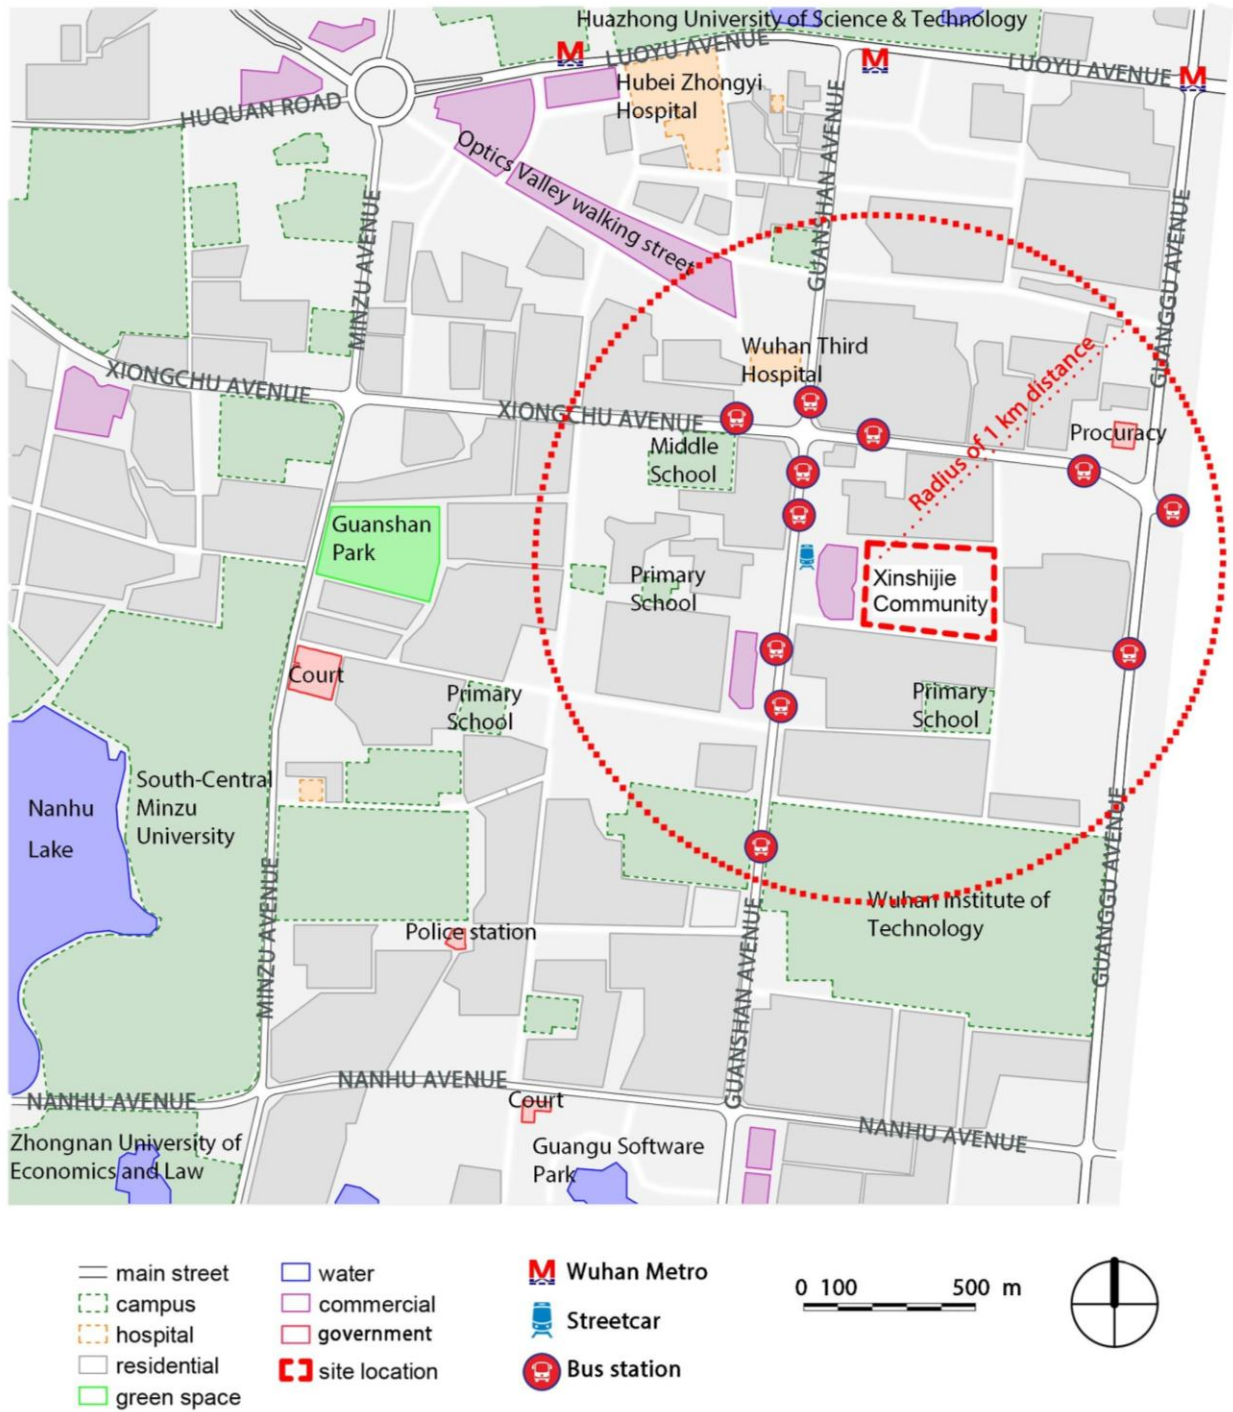 Huazhong University of Science & Technology
M
LUOYU AVENUE
M
LUOYU AVENUE
M
Hubei Zhongyi
Hospital
HUQUAN ROAD
Optics Valley walking street
GUANSHAN AVENUE
MINZU AVENUE
GUANGGU AVENUE
Wuhan Third
Hospital
XIONGCHU AVENUE
XIONGCHU AVENUE
Radius of 1 km distance
Procuracy
Middle
School
Guanshan
Park
Primary
School
Xinshijie
Community
Court
Primary
School
Primary
School
South-Central
Minzu
University
Nanhu
Lake
MINZU AVENUE
GUANGGU AVENUE
Wuhan Institute of
Technology
Police station
GUANSHAN AVENUE
NANHU AVENUE
NANHU AVENUE
Court
NANHU AVENUE
Zhongnan University of
Economics and Law
Guangu Software
Park
main street
campus
hospital
residential
green space
water
commercial
government
site location
M Wuhan Metro
Streetcar
Bus station
0 100 500 m